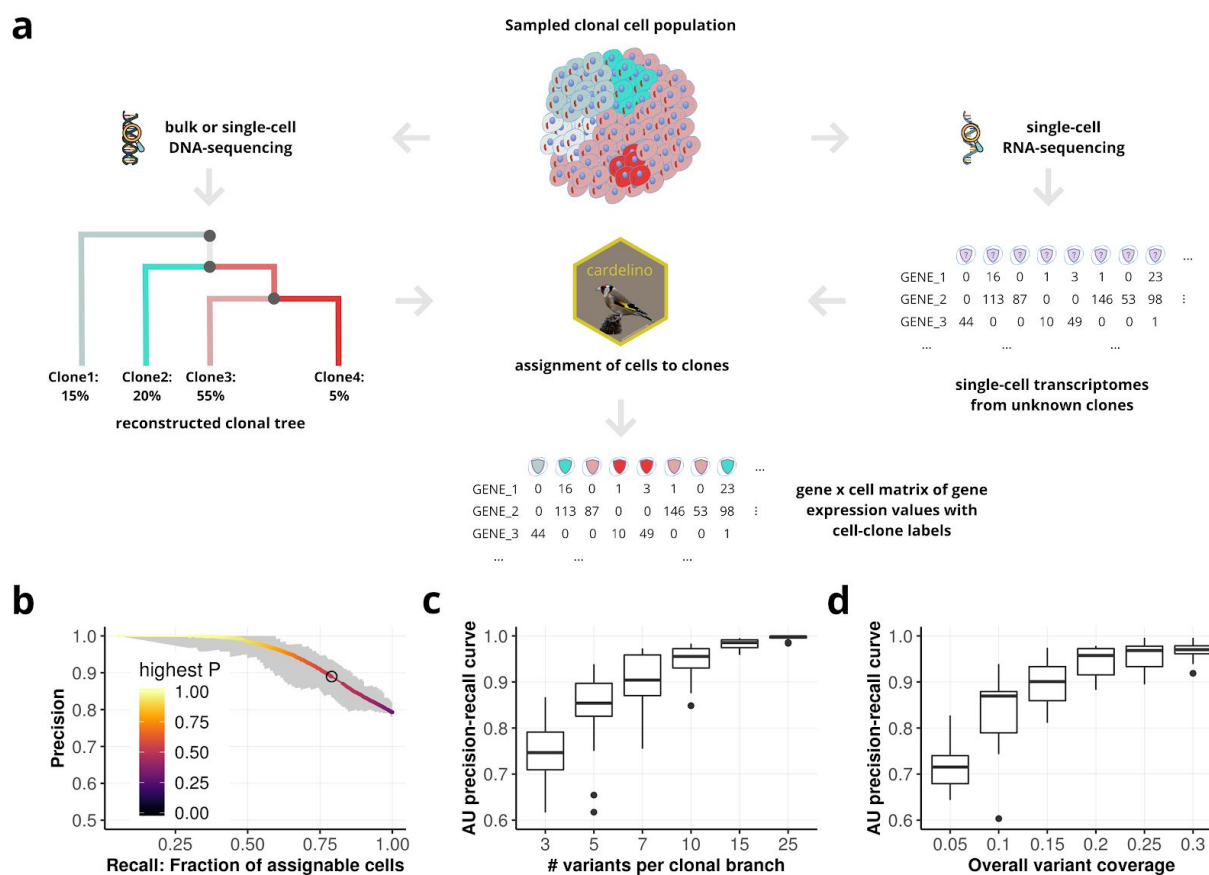 a
Sampled clonal cell population
bulk or single-cell
DNA-sequencing
single-cell
RNA-sequencing
cardelino
? ? ? ? ? ? ? ? ...
GENE_1 0 16 0 1 3 1 0 23
GENE_2 0 113 87 0 0 146 53 98 ⋮
GENE_3 44 0 0 10 49 0 0 1
... ... ...
Clone1: Clone2: Clone3: Clone4:
15% 20% 55% 5%
reconstructed clonal tree
assignment of cells to clones
single-cell transcriptomes
from unknown clones
...
GENE_1 0 16 0 1 3 1 0 23
GENE_2 0 113 87 0 0 146 53 98 ⋮
GENE_3 44 0 0 10 49 0 0 1
... ... ...
gene x cell matrix of gene
expression values with
cell-clone labels
b
Precision
1.0
0.9
0.8
0.7
0.6
0.5
highest P
1.00
0.75
0.50
0.25
0.00
0.25 0.50 0.75 1.00
Recall: Fraction of assignable cells
c
AU precision-recall curve
1.0
0.9
0.8
0.7
0.6
3 5 7 10 15 25
# variants per clonal branch
d
AU precision-recall curve
1.0
0.9
0.8
0.7
0.6
0.05 0.1 0.15 0.2 0.25 0.3
Overall variant coverage